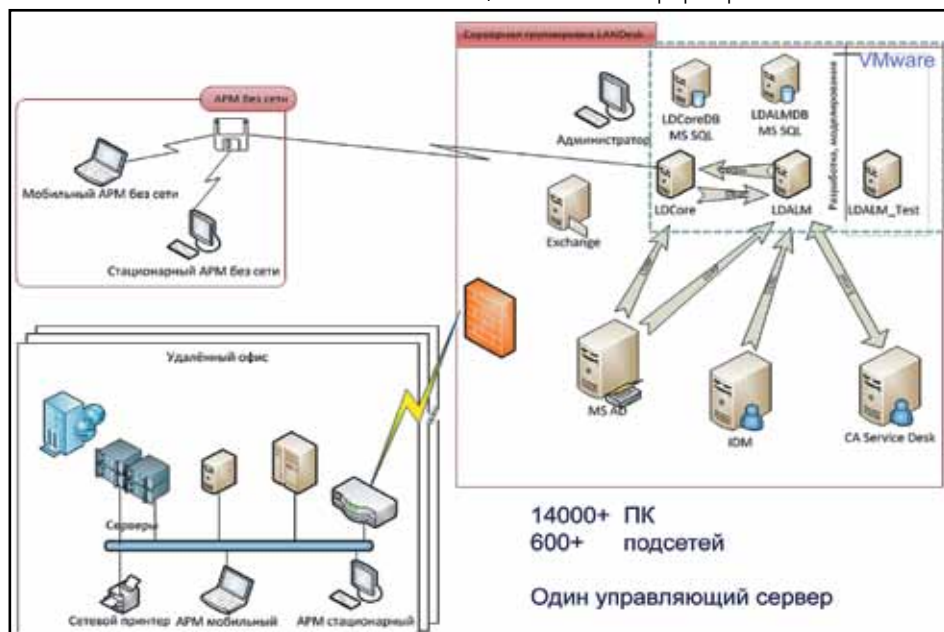 Серверная группировка LANDesk
VMware
АРМ без сети
Мобильный АРМ без сети
Стационарный АРМ без сети
Администратор
LDCoreDB
MS SQL
LDALMDB
MS SQL
Разработка, моделирование
LDCore
LDALM
LDALM_Test
Exchange
MS AD
IDM
CA Service Desk
Удалённый офис
Серверы
Сетевой принтер
АРМ мобильный
АРМ стационарный
14000+ ПК
600+ подсетей
Один управляющий сервер